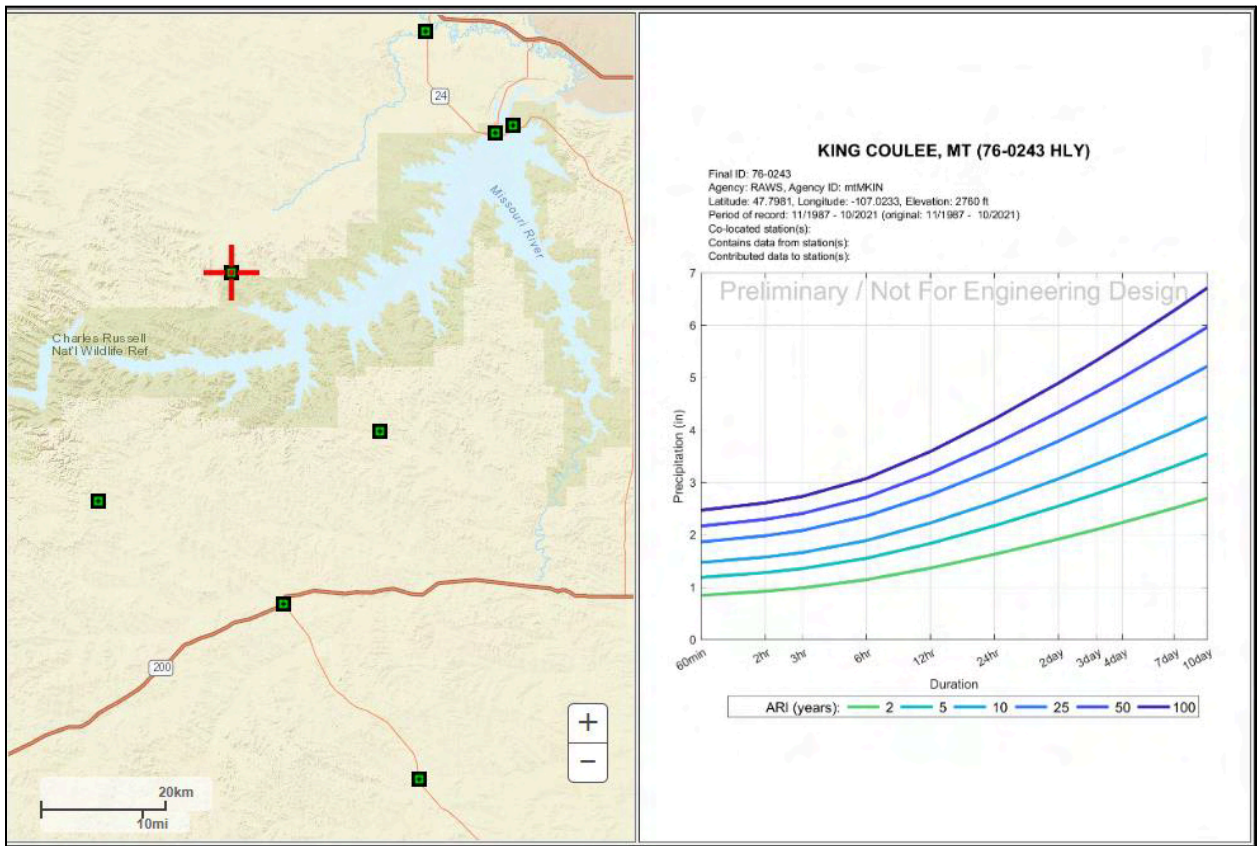 24
Missouri River
Charles Russell
Nat'l Wildlife Ref
200
+
−
20km
10mi
KING COULEE, MT (76-0243 HLY)
Final ID: 76-0243
Agency: RAWS, Agency ID: mtMKIN
Latitude: 47.7981, Longitude: -107.0233, Elevation: 2760 ft
Period of record: 11/1987 - 10/2021 (original: 11/1987 - 10/2021)
Co-located station(s):
Contains data from station(s):
Contributed data to station(s):
Preliminary / Not For Engineering Design
Precipitation (in)
7
6
5
4
3
2
1
0
60min 2hr 3hr 6hr 12hr 24hr 2day 3day 4day 7day 10day
Duration
ARI (years): 2 5 10 25 50 100